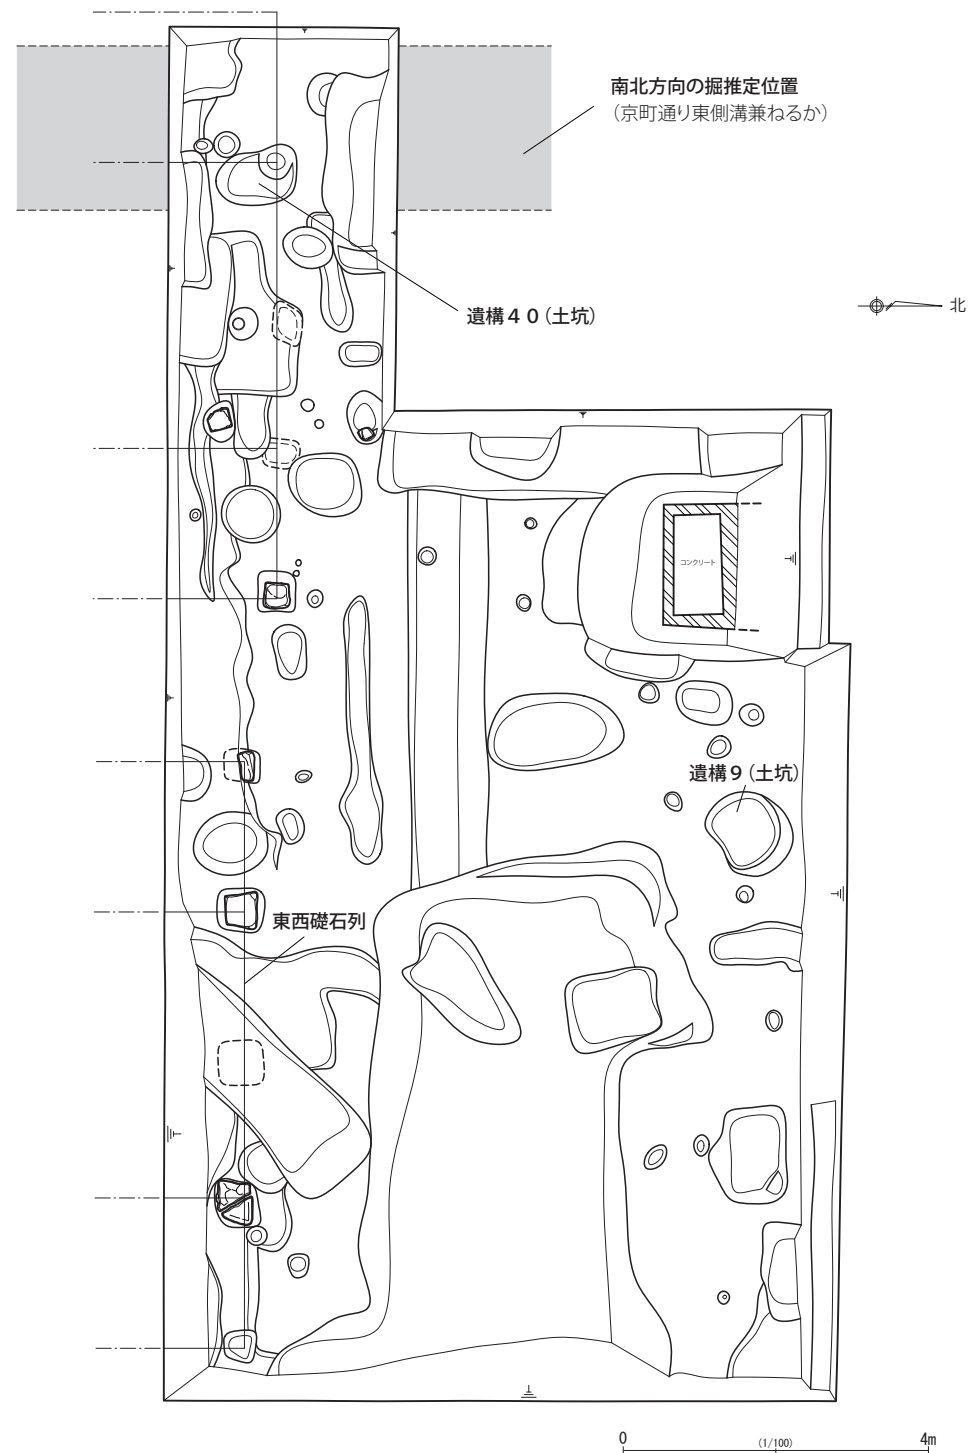 南北方向の掘推定位置
（京町通り東側溝兼ねるか）
遺構４０（土坑）
北
コンクリート
遺構９（土坑）
東西礎石列
0 (1/100) 4m